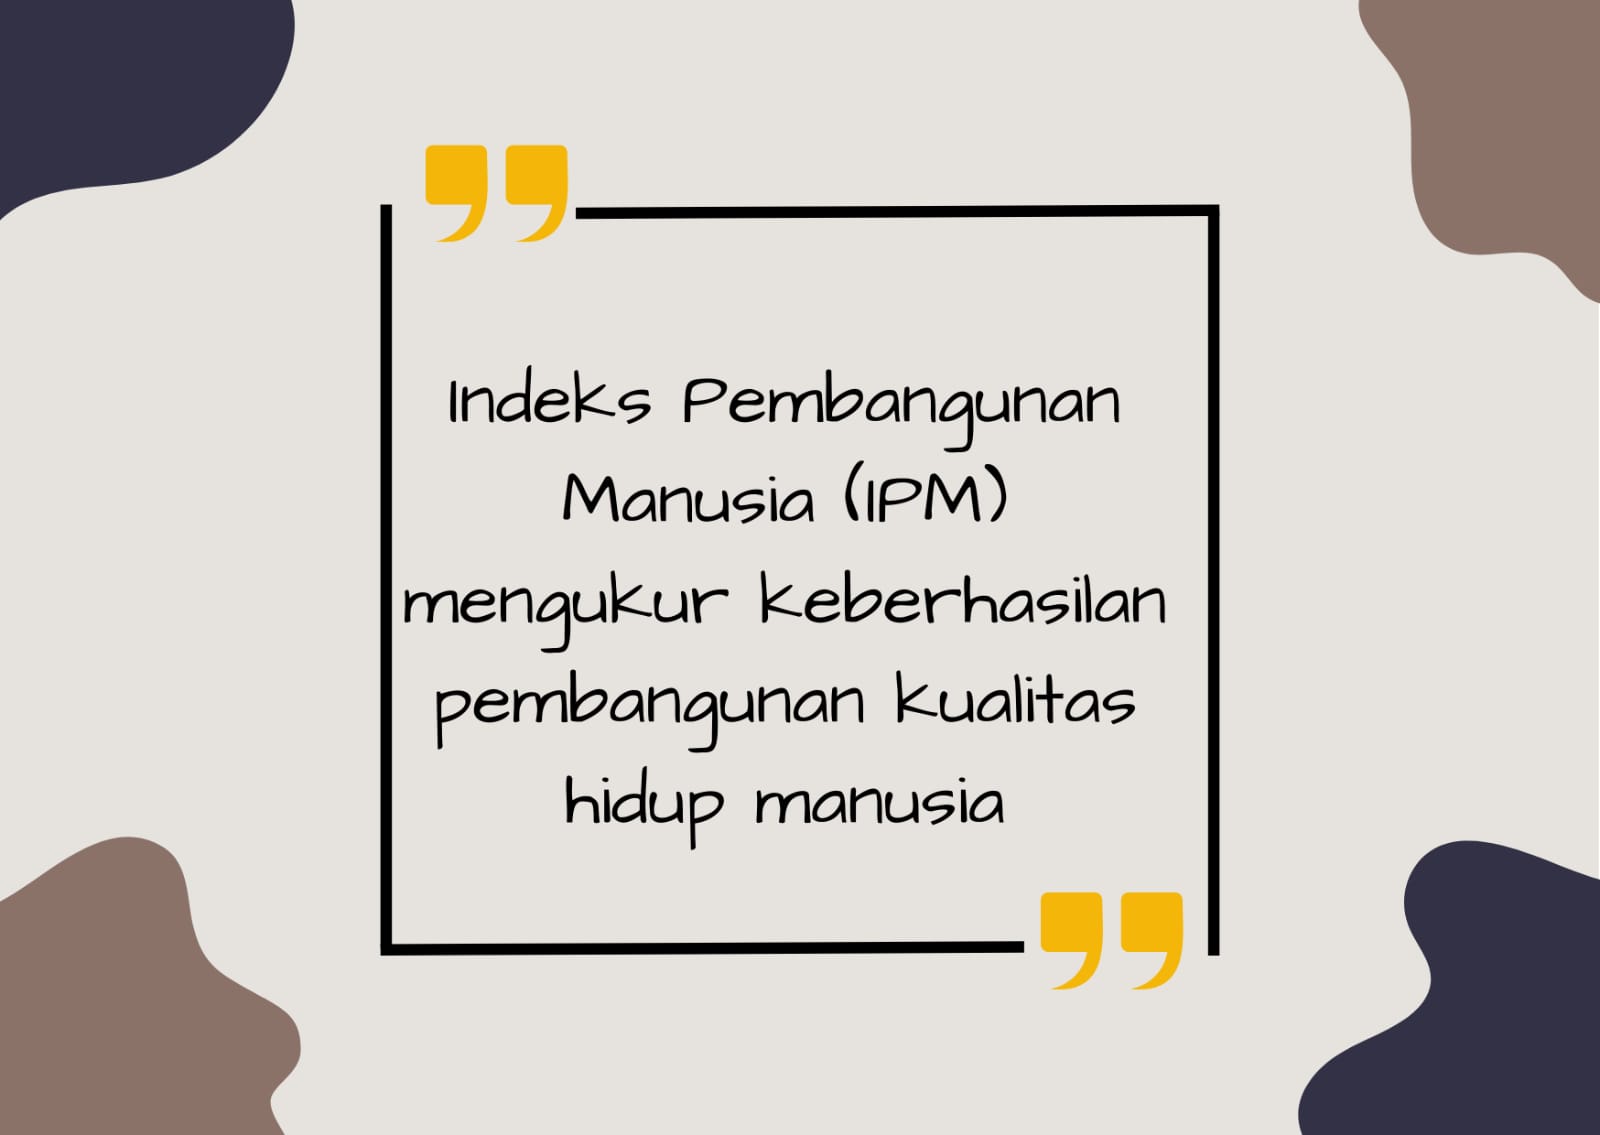 Indeks Pembangunan
Manusia (IPM)
mengukur keberhasilan
pembangunan kualitas
hidup manusia